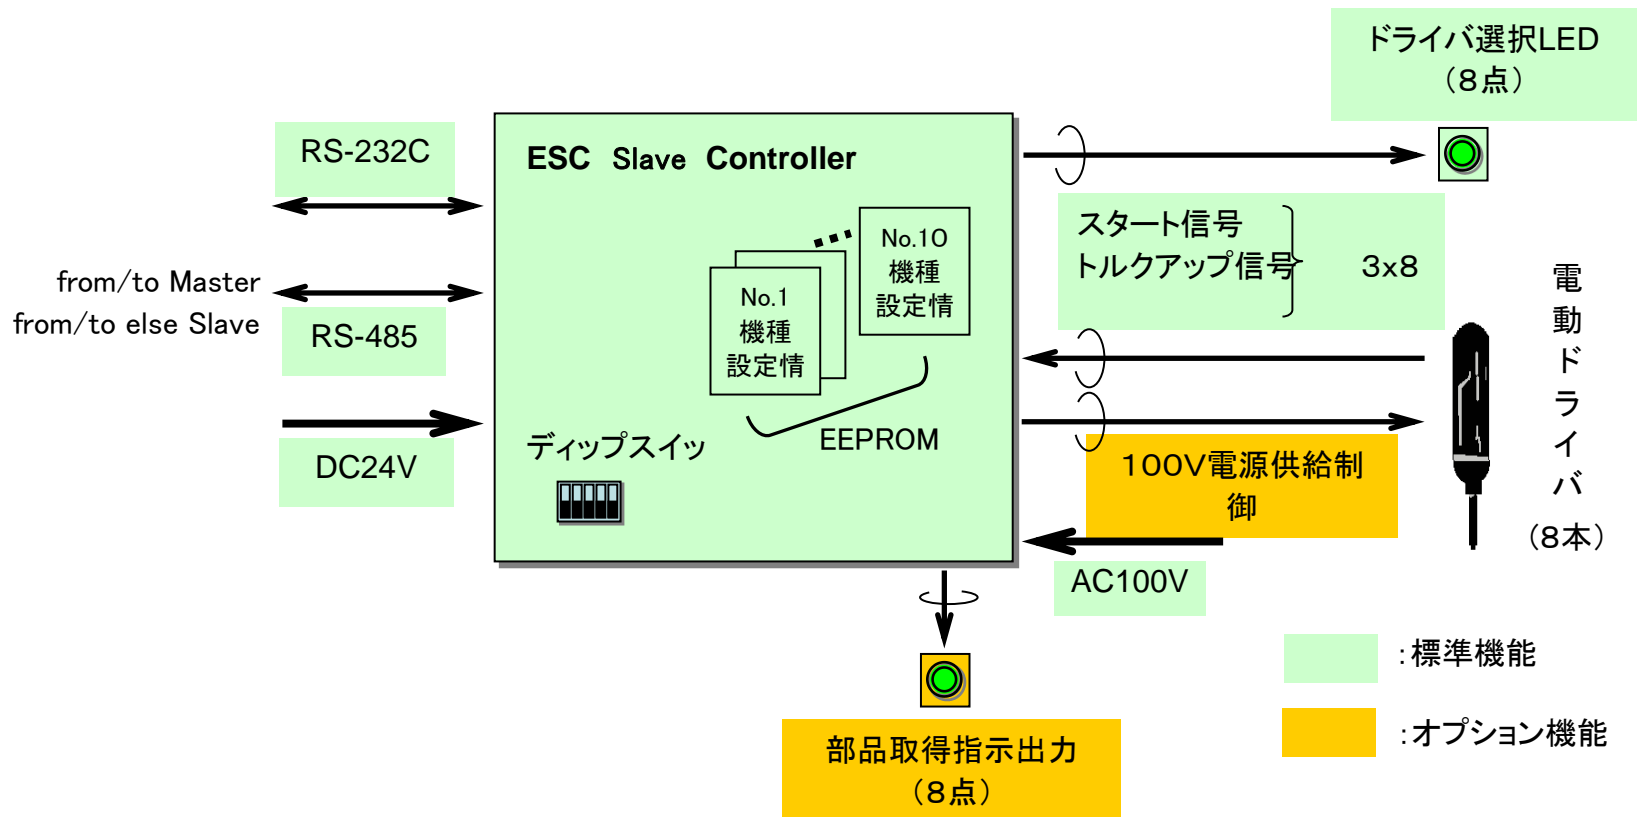 ドライバ選択LED
（８点）
RS-232C
ESC Slave Controller
スタート信号
トルクアップ信号
3x8
No.10
機種
設定情
No.1
機種
設定情
from/to Master
from/to else Slave
RS-485
電動ドライバ
（８本）
DC24V
ディップスイッ
EEPROM
１００V電源供給制
御
AC100V
:標準機能
:オプション機能
部品取得指示出力
（８点）